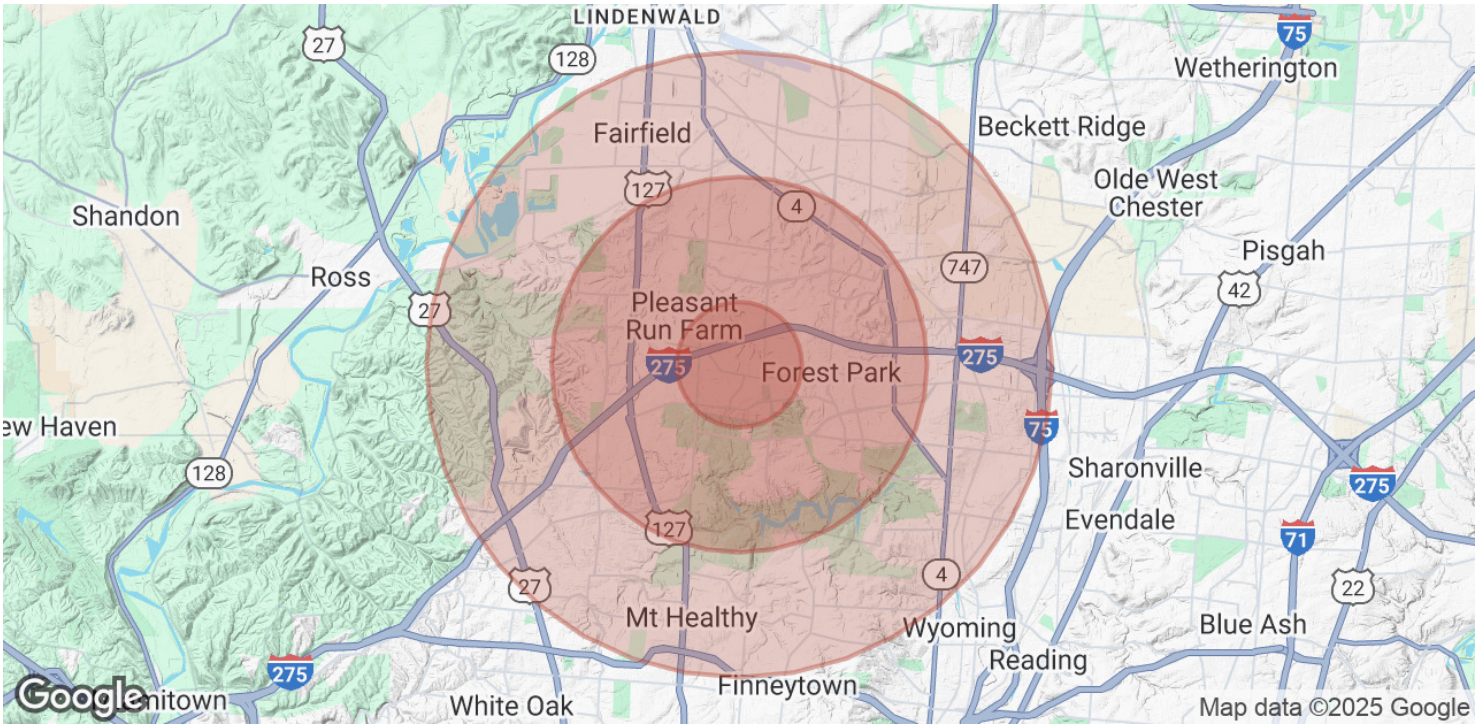 LINDENWALD
27
128
75
Wetherington
Fairfield
Beckett Ridge
127
4
Olde West
Chester
Shandon
Pisgah
747
Ross
42
27
Pleasant
Run Farm
275
275
Forest Park
75
ew Haven
128
Sharonville
275
Evendale
127
71
4
27
22
Mt Healthy
Wyoming
Blue Ash
Reading
275
Finneytown
Google
mitown
White Oak
Map data ©2025 Google